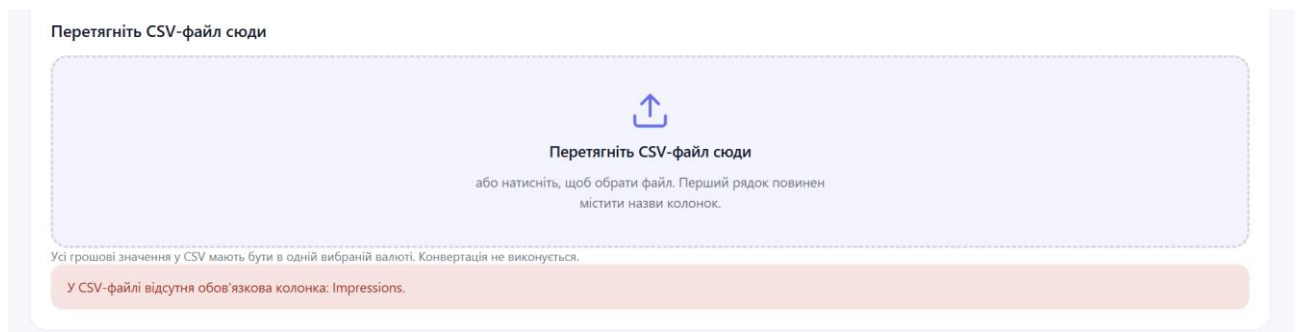 Перетягніть CSV-файл сюди
Перетягніть CSV-файл сюди
або натисніть, щоб обрати файл. Перший рядок повинен
містити назви колонок.
Усі грошові значення у CSV мають бути в одній вибраній валюті. Конвертація не виконується.
У CSV-файлі відсутня обов'язкова колонка: Impressions.